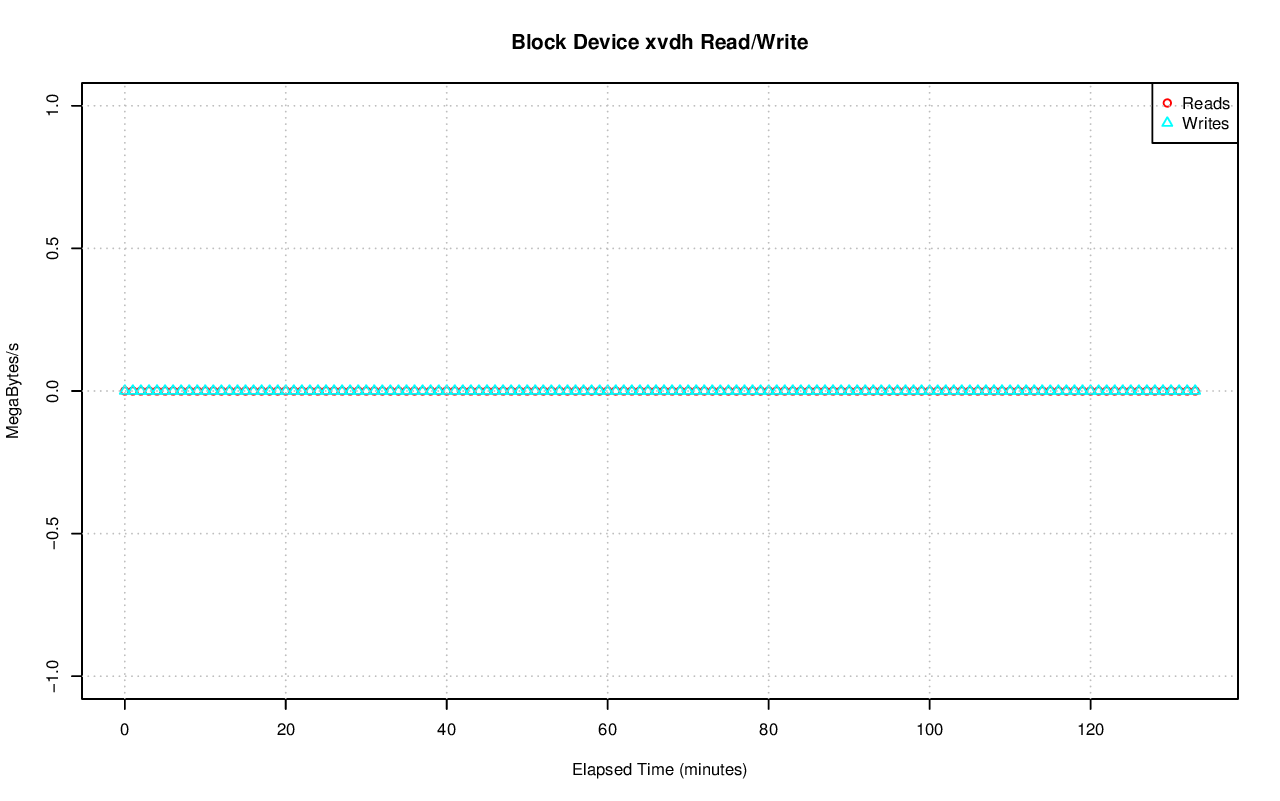 Block Device xvdh Read/Write
Reads
Writes
MegaBytes/s
1.0
0.5
0.0
−0.5
−1.0
0 20 40 60 80 100 120
Elapsed Time (minutes)